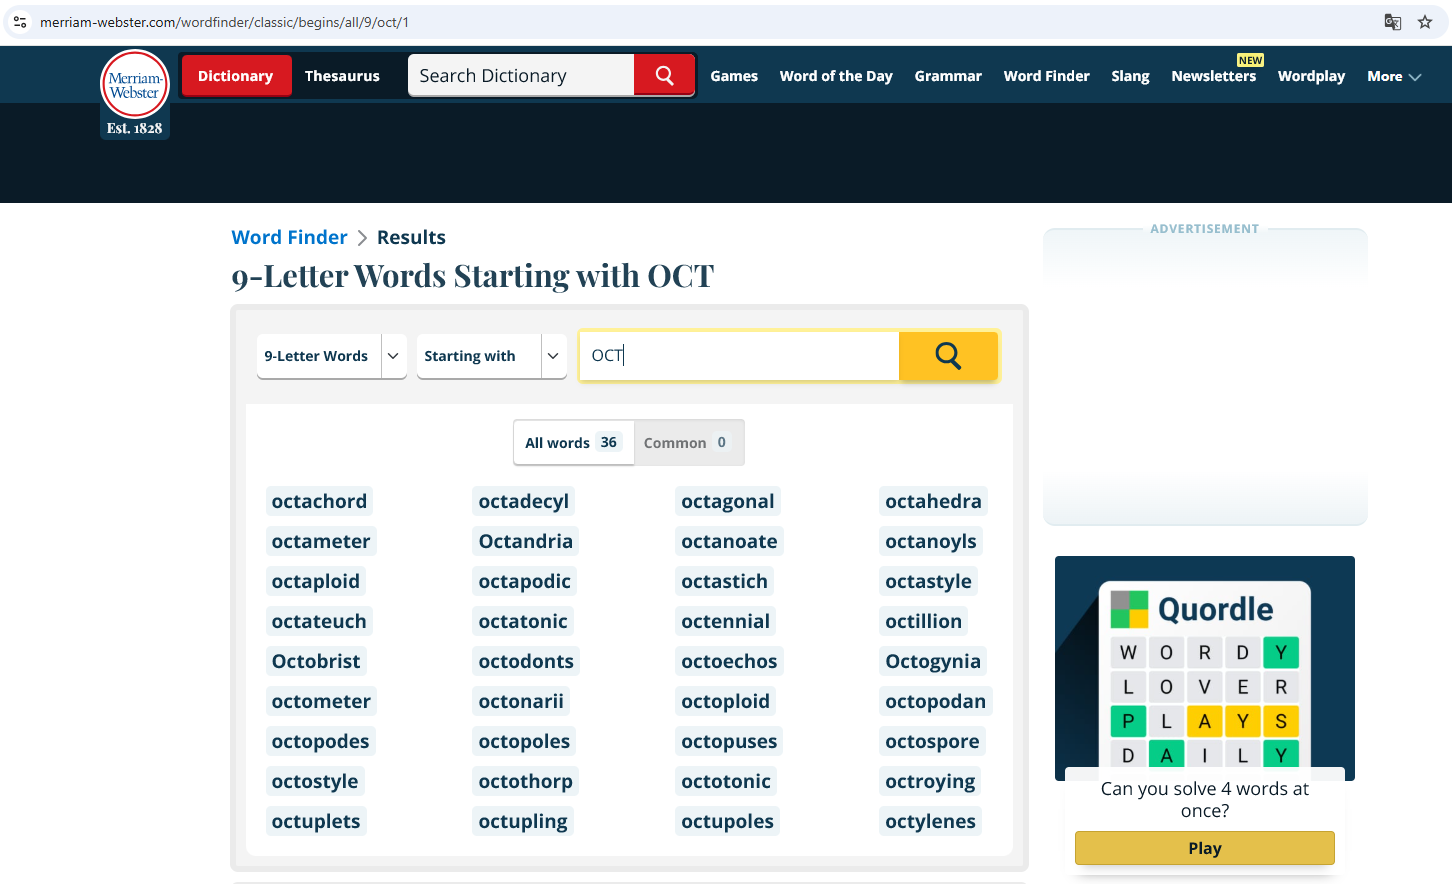 merriam-webster.com/wordfinder/classic/begins/all/9/oct/1
Merriam-
Webster
Est. 1828
Dictionary
Thesaurus
Search Dictionary
Games
Word of the Day
Grammar
Word Finder
Slang
NEW
Newsletters
Wordplay
More
Word Finder > Results
9-Letter Words Starting with OCT
9-Letter Words
Starting with
OCT
All words 36
Common 0
octachord octadecyl octagonal octahedra
octameter Octandria octanoate octanoyls
octaploid octapodic octastich octastyle
octateuch octatonic octennial octillion
Octobrist octodonts octoechos Octogynia
octometer octonarii octoploid octopodan
octopodes octopoles octopuses octospore
octostyle octothorp octotonic octroying
octuplets octupling octupoles octylenes
ADVERTISEMENT
Quordle
W O R D Y
L O V E R
P L A Y S
D A I L Y
Can you solve 4 words at
once?
Play